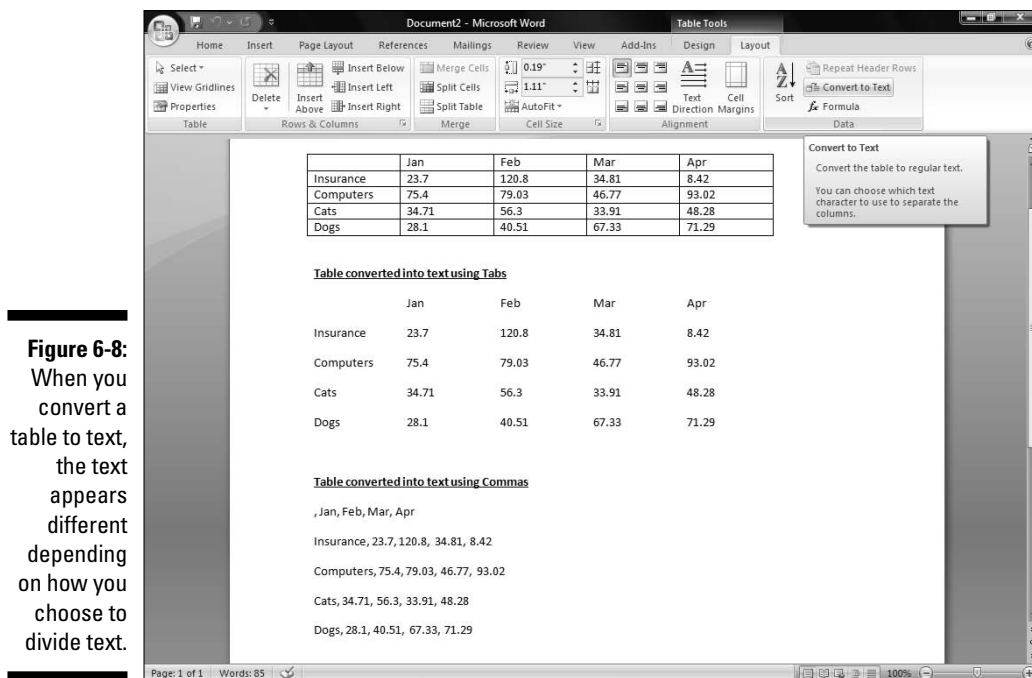 Document2 - Microsoft Word
Table Tools
Home Insert Page Layout References Mailings Review View Add-Ins Design Layout
Select Insert Below Merge Cells 0.19" Repeat Header Rows
View Gridlines Insert Left Split Cells 1.11" Convert to Text
Properties Delete Insert Above Insert Right Split Table AutoFit Text Direction Cell Margins Sort Formula
Table Rows & Columns Merge Cell Size Alignment Data
Convert to Text
Convert the table to regular text.
You can choose which text
character to use to separate the
columns.
Jan Feb Mar Apr
Insurance 23.7 120.8 34.81 8.42
Computers 75.4 79.03 46.77 93.02
Cats 34.71 56.3 33.91 48.28
Dogs 28.1 40.51 67.33 71.29
Table converted into text using Tabs
Jan Feb Mar Apr
Insurance 23.7 120.8 34.81 8.42
Computers 75.4 79.03 46.77 93.02
Cats 34.71 56.3 33.91 48.28
Dogs 28.1 40.51 67.33 71.29
Table converted into text using Commas
, Jan, Feb, Mar, Apr
Insurance, 23.7, 120.8, 34.81, 8.42
Computers, 75.4, 79.03, 46.77, 93.02
Cats, 34.71, 56.3, 33.91, 48.28
Dogs, 28.1, 40.51, 67.33, 71.29
Page: 1 of 1 Words: 85 100%
Figure 6-8:
When you
convert a
table to text,
the text
appears
different
depending
on how you
choose to
divide text.